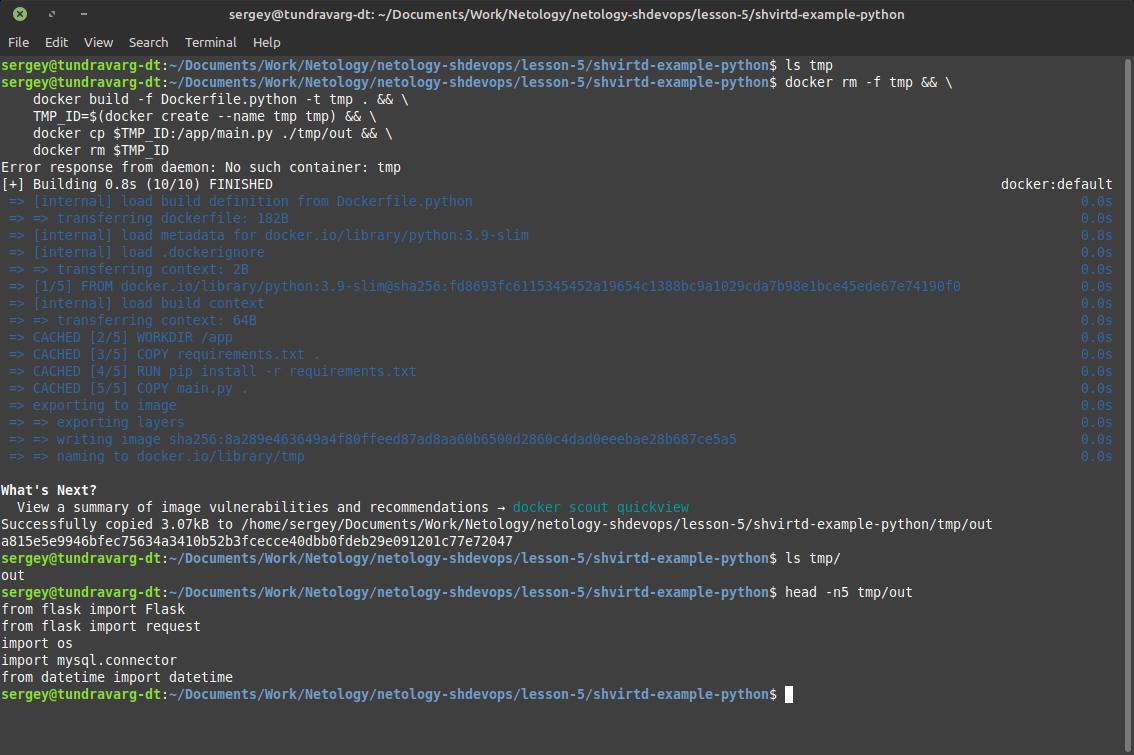 sergey@tundravarg-dt: ~/Documents/Work/Netology/netology-shdevops/lesson-5/shvirtd-example-python
File Edit View Search Terminal Help
sergey@tundravarg-dt:~/Documents/Work/Netology/netology-shdevops/lesson-5/shvirtd-example-python$ ls tmp
sergey@tundravarg-dt:~/Documents/Work/Netology/netology-shdevops/lesson-5/shvirtd-example-python$ docker rm -f tmp && \
    docker build -f Dockerfile.python -t tmp . && \
    TMP_ID=$(docker create --name tmp tmp) && \
    docker cp $TMP_ID:/app/main.py ./tmp/out && \
    docker rm $TMP_ID
Error response from daemon: No such container: tmp
[+] Building 0.8s (10/10) FINISHED docker:default
 => [internal] load build definition from Dockerfile.python 0.0s
 => => transferring dockerfile: 182B 0.0s
 => [internal] load metadata for docker.io/library/python:3.9-slim 0.8s
 => [internal] load .dockerignore 0.0s
 => => transferring context: 2B 0.0s
 => [1/5] FROM docker.io/library/python:3.9-slim@sha256:fd8693fc6115345452a19654c1388bc9a1029cda7b98e1bce45ede67e74190f0 0.0s
 => [internal] load build context 0.0s
 => => transferring context: 64B 0.0s
 => CACHED [2/5] WORKDIR /app 0.0s
 => CACHED [3/5] COPY requirements.txt . 0.0s
 => CACHED [4/5] RUN pip install -r requirements.txt 0.0s
 => CACHED [5/5] COPY main.py . 0.0s
 => exporting to image 0.0s
 => => exporting layers 0.0s
 => => writing image sha256:8a289e463649a4f80ffeed87ad8aa60b6500d2860c4dad0eeebae28b687ce5a5 0.0s
 => => naming to docker.io/library/tmp 0.0s
What's Next?
  View a summary of image vulnerabilities and recommendations → docker scout quickview
Successfully copied 3.07kB to /home/sergey/Documents/Work/Netology/netology-shdevops/lesson-5/shvirtd-example-python/tmp/out
a815e5e9946bfec75634a3410b52b3fcecce40dbb0fdeb29e091201c77e72047
sergey@tundravarg-dt:~/Documents/Work/Netology/netology-shdevops/lesson-5/shvirtd-example-python$ ls tmp/
out
sergey@tundravarg-dt:~/Documents/Work/Netology/netology-shdevops/lesson-5/shvirtd-example-python$ head -n5 tmp/out
from flask import Flask
from flask import request
import os
import mysql.connector
from datetime import datetime
sergey@tundravarg-dt:~/Documents/Work/Netology/netology-shdevops/lesson-5/shvirtd-example-python$